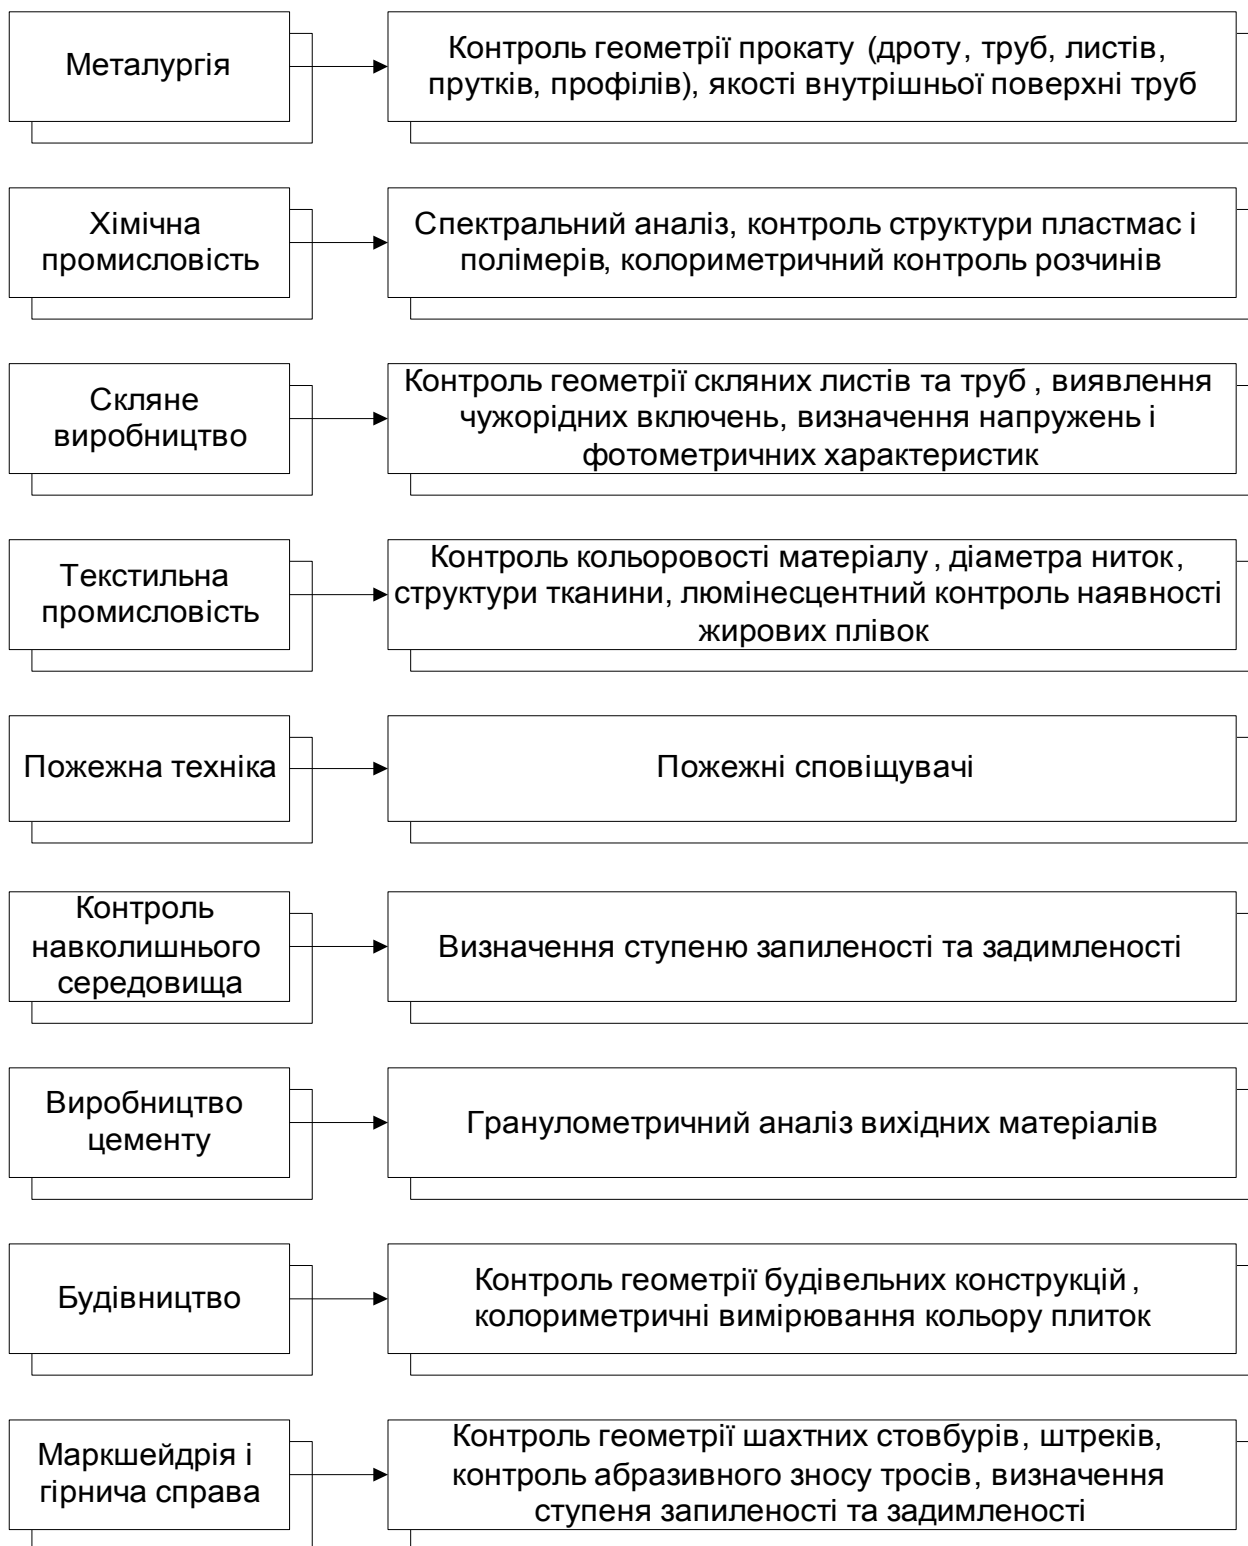 Металургія
Контроль геометрії прокату (дроту, труб, листів,
прутків, профілів), якості внутрішньої поверхні труб
Хімічна
промисловість
Спектральний аналіз, контроль структури пластмас і
полімерів, колориметричний контроль розчинів
Скляне
виробництво
Контроль геометрії скляних листів та труб , виявлення
чужорідних включень, визначення напружень і
фотометричних характеристик
Текстильна
промисловість
Контроль кольоровості матеріалу , діаметра ниток,
структури тканини, люмінесцентний контроль наявності
жирових плівок
Пожежна техніка
Пожежні сповіщувачі
Контроль
навколишнього
середовища
Визначення ступеню запиленості та задимленості
Виробництво
цементу
Гранулометричний аналіз вихідних матеріалів
Будівництво
Контроль геометрії будівельних конструкцій ,
колориметричні вимірювання кольору плиток
Маркшейдрія і
гірнича справа
Контроль геометрії шахтних стовбурів, штреків,
контроль абразивного зносу тросів, визначення
ступеня запиленості та задимленості